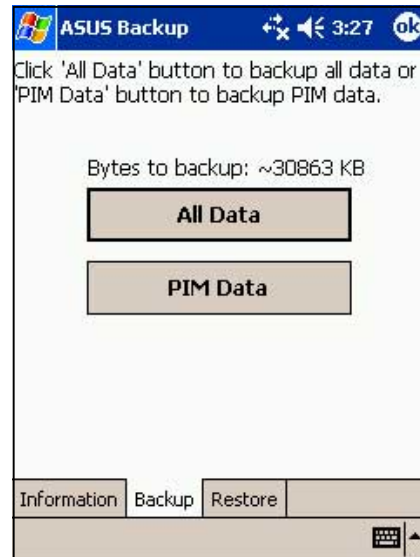 ASUS Backup 3:27 ok
Click 'All Data' button to backup all data or
'PIM Data' button to backup PIM data.
Bytes to backup: ~30863 KB
All Data
PIM Data
Information Backup Restore